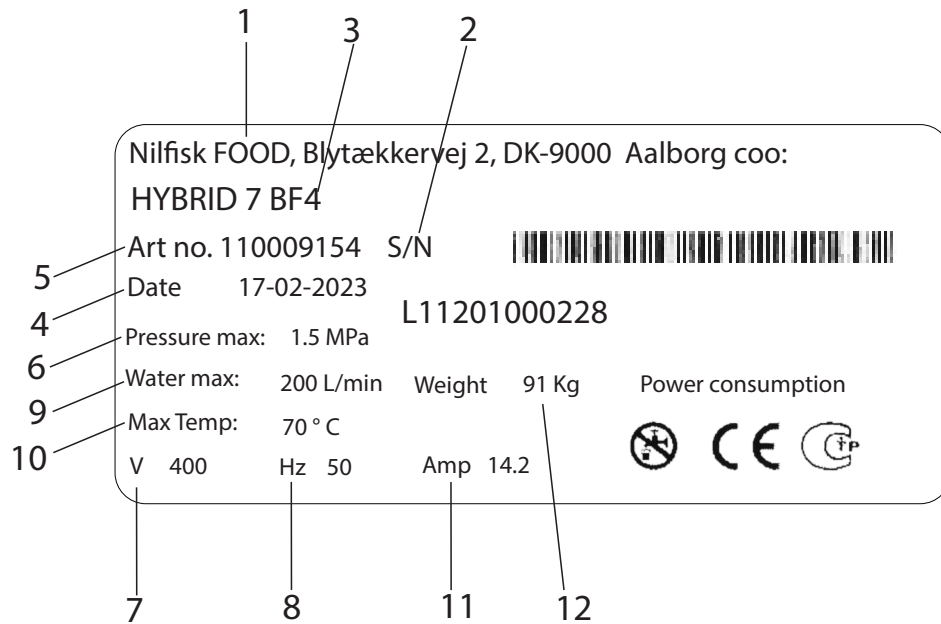 1
3
2
Nilfisk FOOD, Blytækkervej 2, DK-9000 Aalborg coo:
HYBRID 7 BF4
5
Art no. 110009154 S/N
4
Date 17-02-2023
L11201000228
6
Pressure max: 1.5 MPa
9
Water max: 200 L/min Weight 91 Kg Power consumption
10
Max Temp: 70 ° C
CE
C TP
V 400 Hz 50 Amp 14.2
7
8
11
12